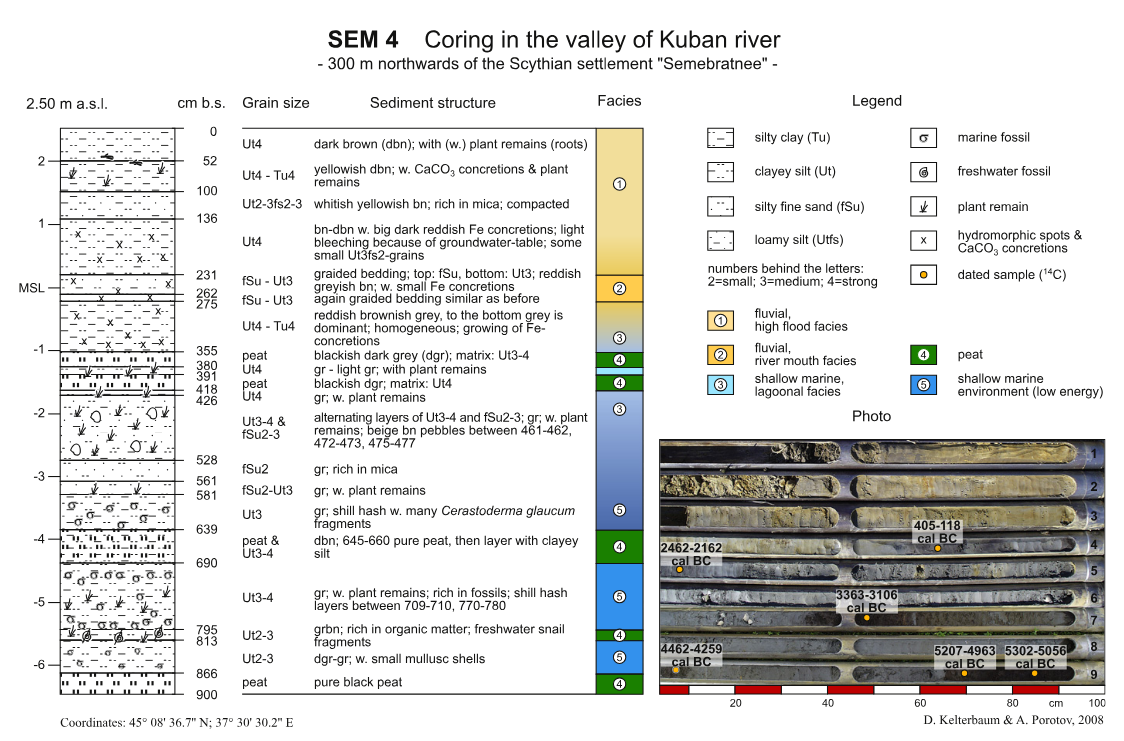 SEM 4 Coring in the valley of Kuban river
- 300 m northwards of the Scythian settlement "Semebratnee" -
2.50 m a.s.l.
cm b.s.
Grain size
Sediment structure
Facies
Legend
2
1
MSL
-1
-2
-3
-4
-5
-6
0
52
100
136
231
262
275
355
380
391
418
426
528
561
581
639
690
795
813
866
900
Ut4
dark brown (dbn); with (w.) plant remains (roots)
Ut4 - Tu4
yellowish dbn; w. CaCO3 concretions & plant
remains
Ut2-3fs2-3
whitish yellowish bn; rich in mica; compacted
Ut4
bn-dbn w. big dark reddish Fe concretions; light
bleeching because of groundwater-table; some
small Ut3fs2-grains
fSu - Ut3
graided bedding; top: fSu, bottom: Ut3; reddish
greyish bn; w. small Fe concretions
fSu - Ut3
again graided bedding similar as before
Ut4 - Tu4
reddish brownish grey, to the bottom grey is
dominant; homogeneous; growing of Fe-
concretions
peat
blackish dark grey (dgr); matrix: Ut3-4
Ut4
gr - light gr; with plant remains
peat
blackish dgr; matrix: Ut4
Ut4
gr; w. plant remains
Ut3-4 &
fSu2-3
alternating layers of Ut3-4 and fSu2-3; gr; w. plant
remains; beige bn pebbles between 461-462,
472-473, 475-477
fSu2
gr; rich in mica
fSu2-Ut3
gr; w. plant remains
Ut3
gr; shill hash w. many Cerastoderma glaucum
fragments
peat &
Ut3-4
dbn; 645-660 pure peat, then layer with clayey
silt
Ut3-4
gr; w. plant remains; rich in fossils; shill hash
layers between 709-710, 770-780
Ut2-3
grbn; rich in organic matter; freshwater snail
fragments
Ut2-3
dgr-gr; w. small mullusc shells
peat
pure black peat
1
2
3
4
4
3
5
4
5
4
5
4
silty clay (Tu)
clayey silt (Ut)
silty fine sand (fSu)
loamy silt (Utfs)
numbers behind the letters:
2=small; 3=medium; 4=strong
marine fossil
freshwater fossil
plant remain
x
hydromorphic spots &
CaCO3 concretions
dated sample (14C)
1
fluvial,
high flood facies
2
fluvial,
river mouth facies
3
shallow marine,
lagoonal facies
4
peat
5
shallow marine
environment (low energy)
Photo
1
2
3
4
5
6
7
8
9
405-118
cal BC
2462-2162
cal BC
3363-3106
cal BC
4462-4259
cal BC
5207-4963
cal BC
5302-5056
cal BC
20
40
60
80
cm
100
Coordinates: 45° 08' 36.7" N; 37° 30' 30.2" E
D. Kelterbaum & A. Porotov, 2008